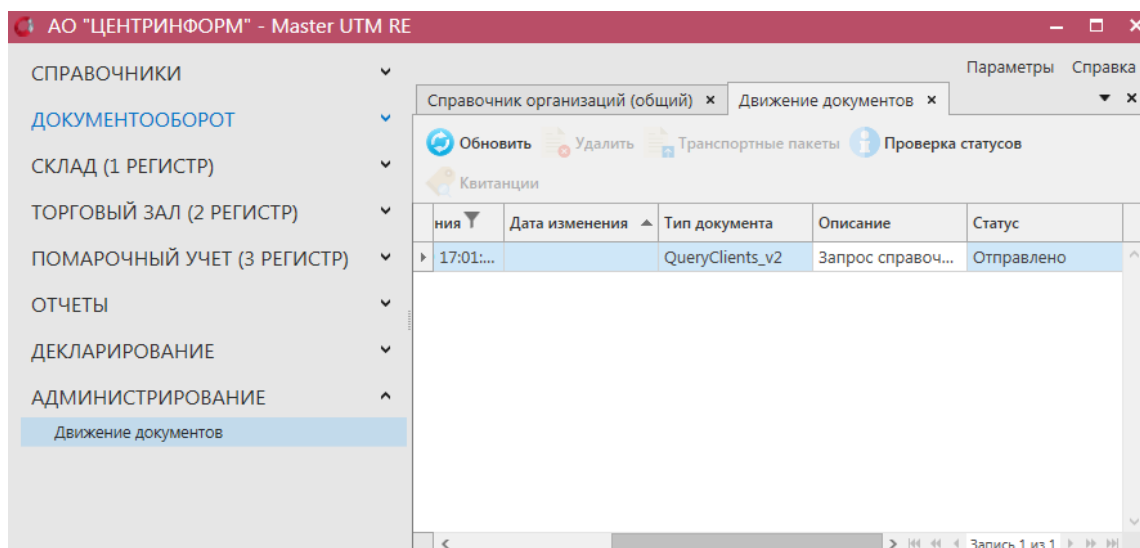 АО "ЦЕНТРИНФОРМ" - Master UTM RE
СПРАВОЧНИКИ
ДОКУМЕНТООБОРОТ
СКЛАД (1 РЕГИСТР)
ТОРГОВЫЙ ЗАЛ (2 РЕГИСТР)
ПОМАРОЧНЫЙ УЧЕТ (3 РЕГИСТР)
ОТЧЕТЫ
ДЕКЛАРИРОВАНИЕ
АДМИНИСТРИРОВАНИЕ
Движение документов
Параметры Справка
Справочник организаций (общий) Движение документов
Обновить Удалить Транспортные пакеты Проверка статусов
Квитанции
ния Дата изменения Тип документа Описание Статус
17:01:... QueryClients_v2 Запрос справоч... Отправлено
Запись 1 из 1